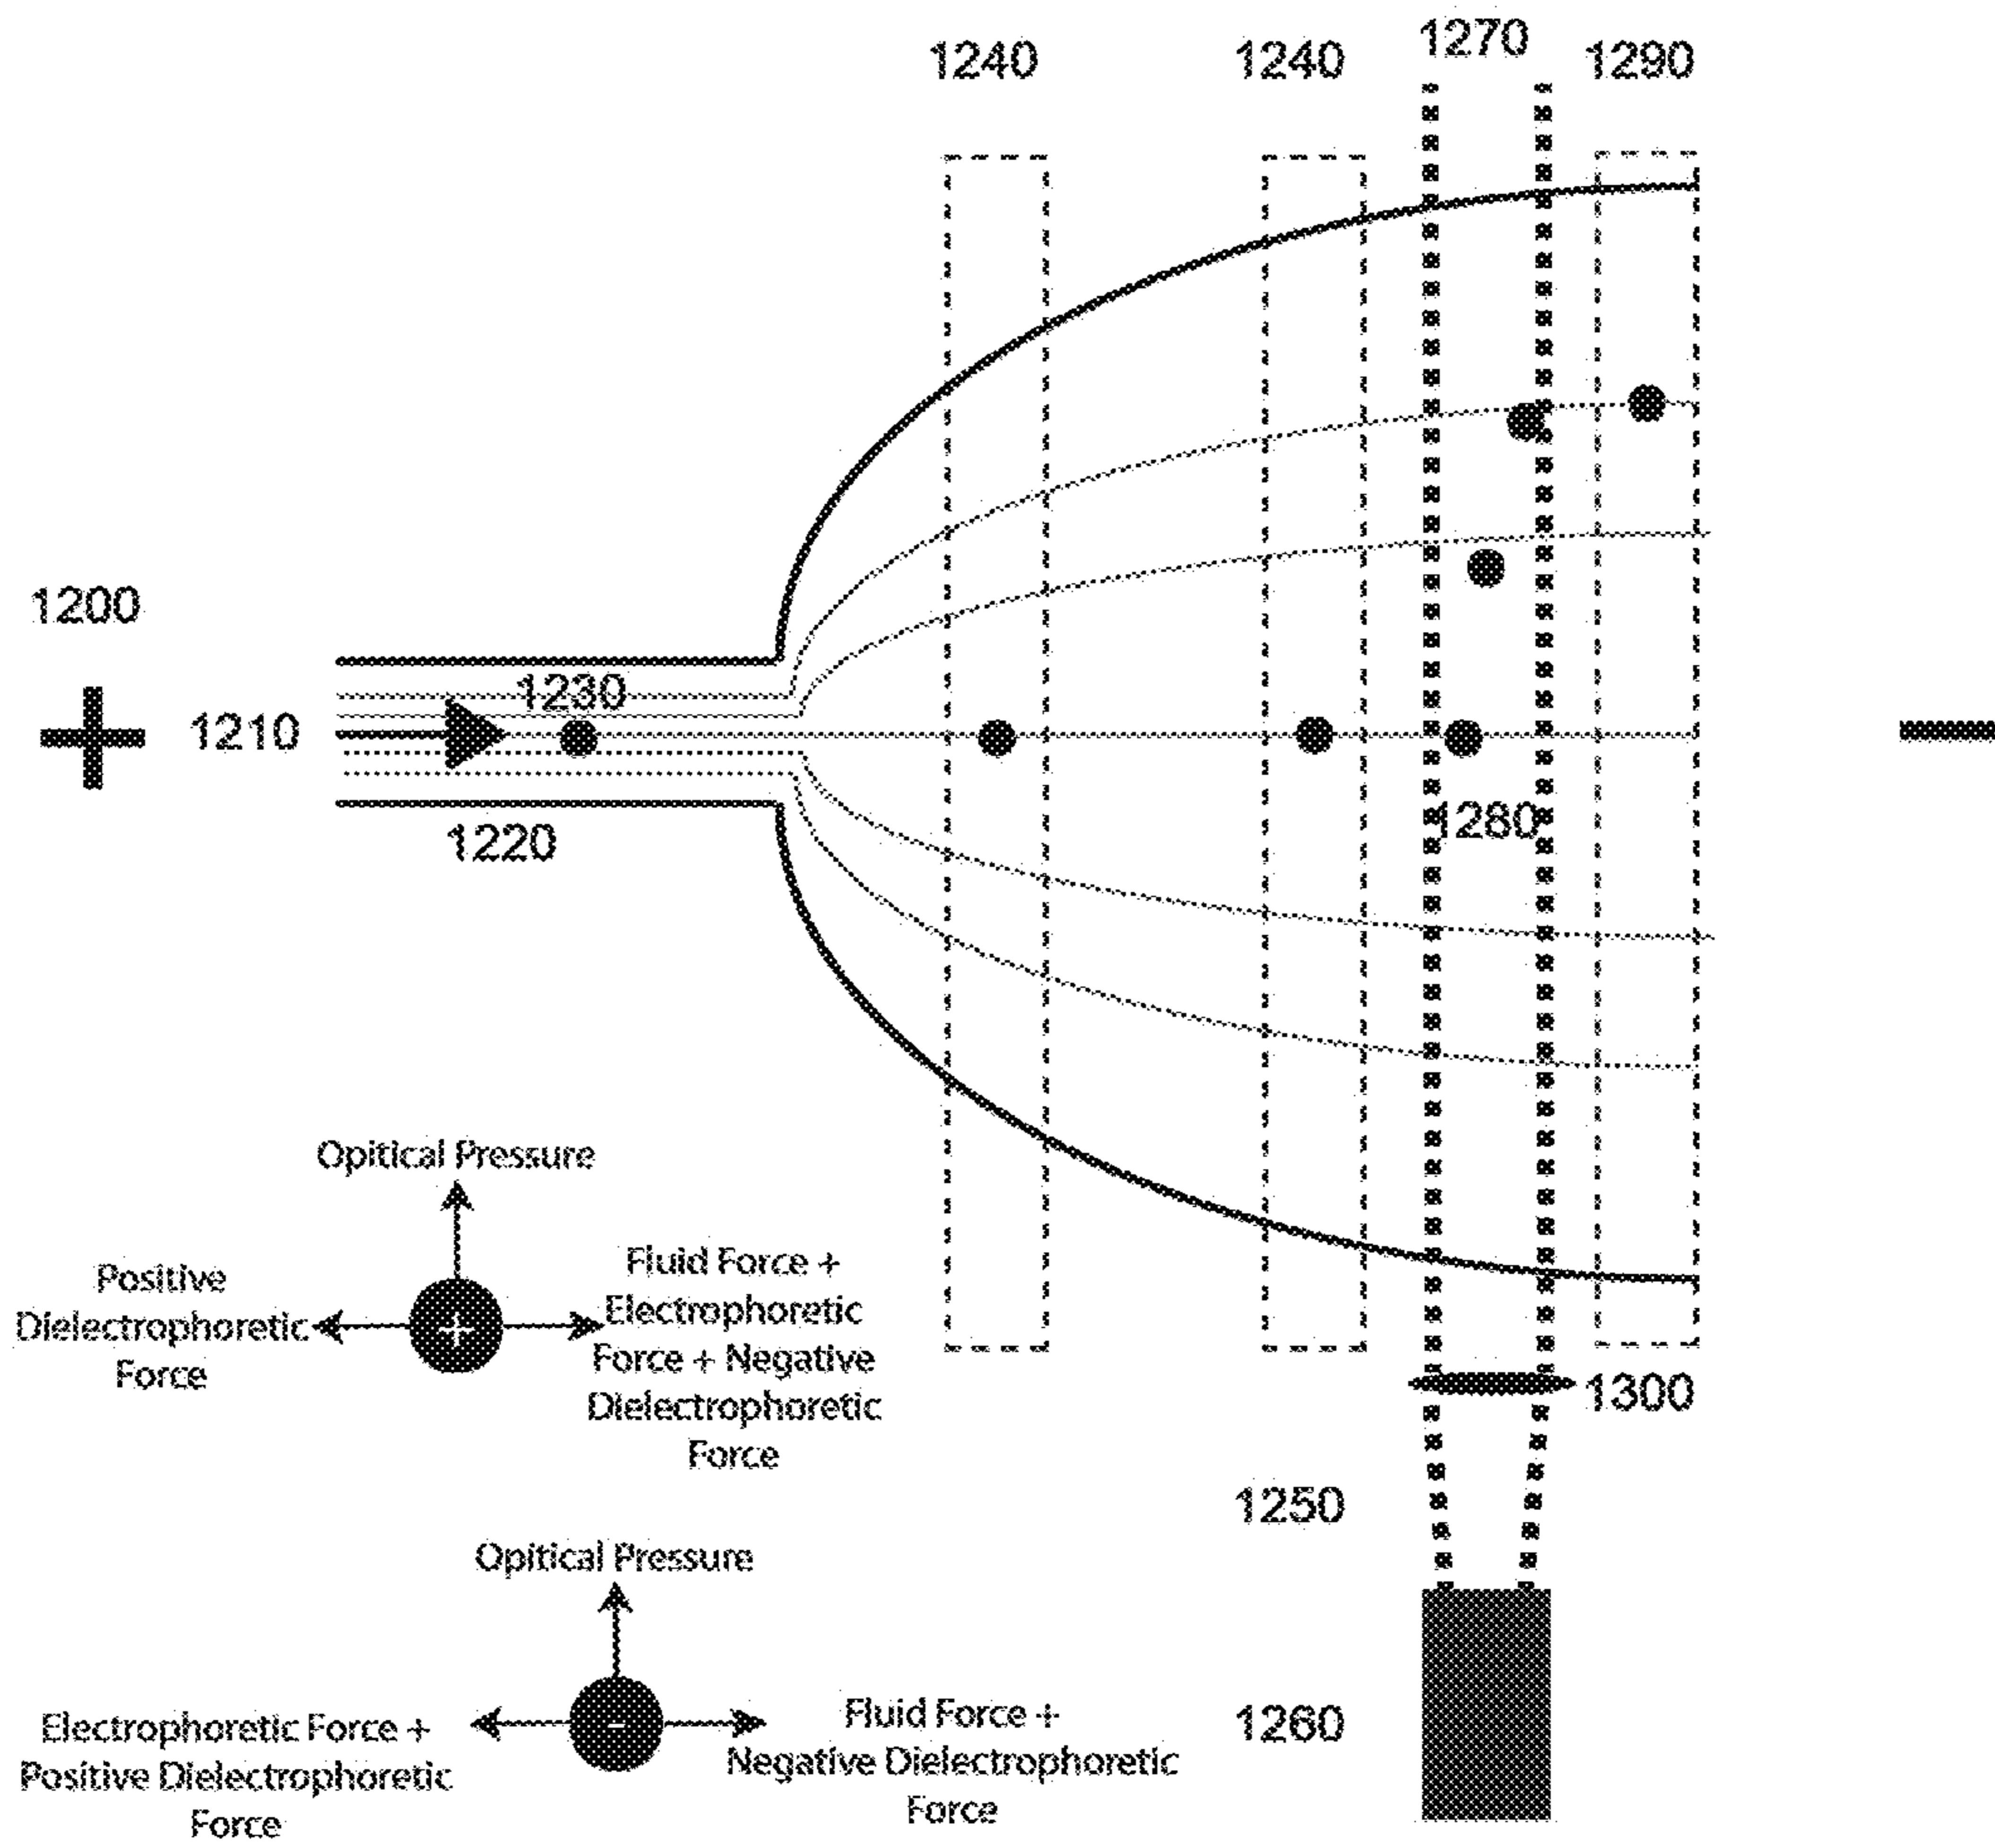 1270
1240
1240
1290
1200
1230
1210
1220
1280
Opitical Pressure
Positive
Dielectrophoretic
Force
Fluid Force +
Electrophoretic
Force + Negative
Dielectrophoretic
Force
+
1300
1250
Opitical Pressure
Electrophoretic Force +
Positive Dielectrophoretic
Force
-
Fluid Force +
Negative Dielectrophoretic
Force
1260